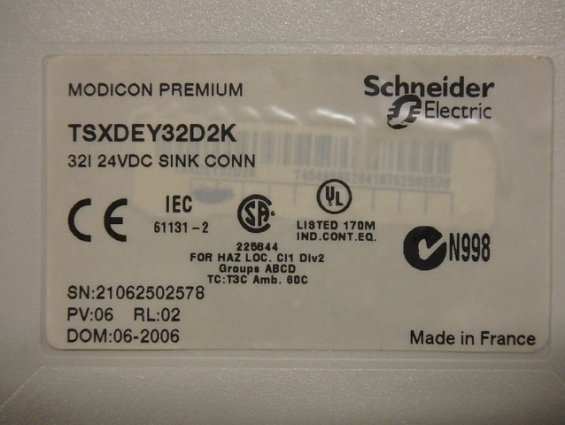 MODICON PREMIUM
Schneider
Electric
TSXDEY32D2K
32I 24VDC SINK CONN
CE
IEC
61131-2
SA
UL
LISTED 170M
IND.CONT.EQ.
N998
225644
FOR HAZ LOC. Cl1 Div2
Groups ABCD
TC:T3C Amb. 60C
SN:21062502578
PV:06 RL:02
DOM:06-2006
Made in France